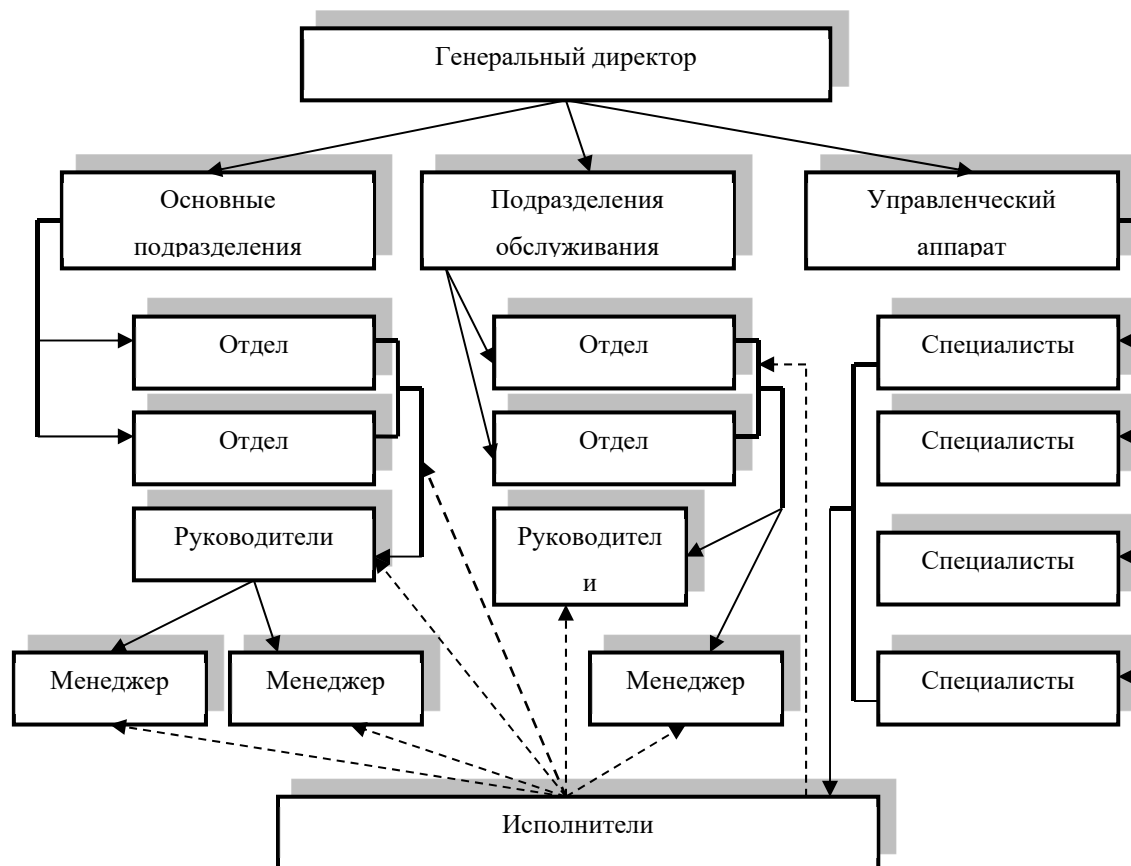 Генеральный директор
Основные
подразделения
Подразделения
обслуживания
Управленческий
аппарат
Отдел
Отдел
Специалисты
Отдел
Отдел
Специалисты
Руководители
Руководител
и
Специалисты
Менеджер
Менеджер
Менеджер
Специалисты
Исполнители